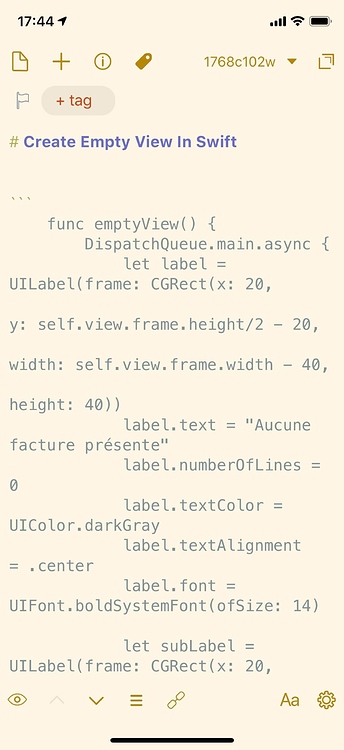 17:44
1768c102w
+ tag
# Create Empty View In Swift
```
func emptyView() {
DispatchQueue.main.async {
let label =
UILabel(frame: CGRect(x: 20,
y: self.view.frame.height/2 - 20,
width: self.view.frame.width - 40,
height: 40))
label.text = "Aucune
facture présente"
label.numberOfLines =
0
label.textColor =
UIColor.darkGray
label.textAlignment
= .center
label.font =
UIFont.boldSystemFont(ofSize: 14)
let subLabel =
UILabel(frame: CGRect(x: 20,
Aa